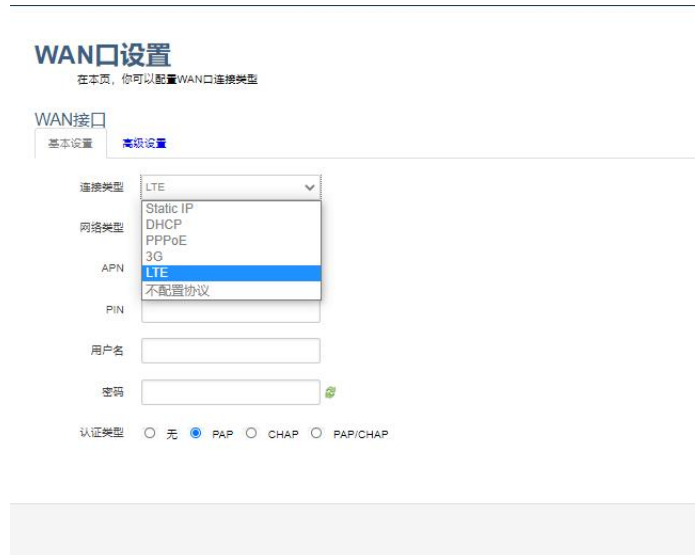 WAN口设置
在本页，你可以配置WAN口连接类型
WAN接口
基本设置 高级设置
连接类型 LTE
Static IP
网络类型 DHCP
PPPoE
3G
APN LTE
不配置协议
PIN
用户名
密码
认证类型 无 PAP CHAP PAP/CHAP